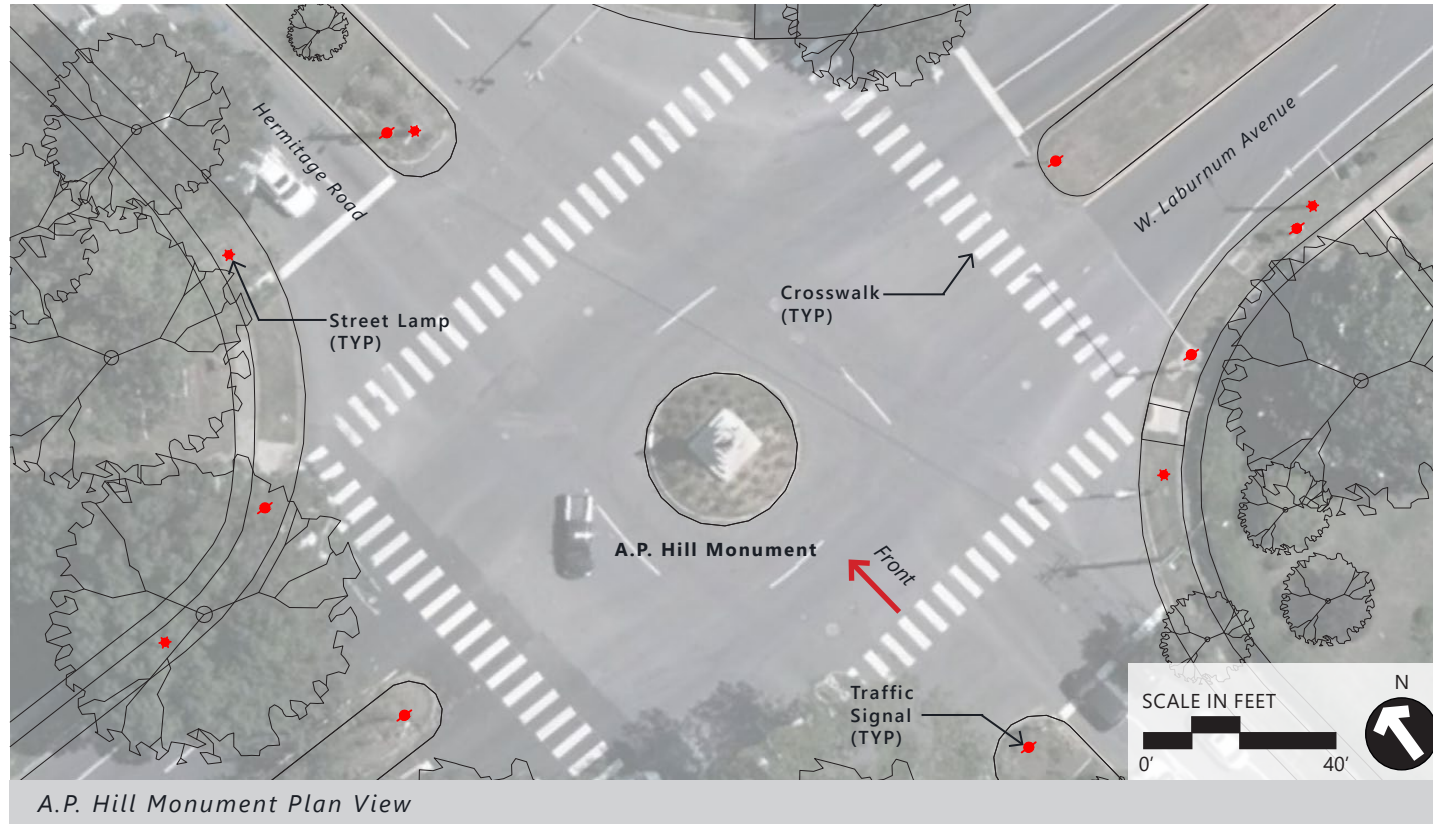 Hermitage Road
W. Laburnum Avenue
Crosswalk
(TYP)
Street Lamp
(TYP)
A.P. Hill Monument
Front
Traffic
Signal
(TYP)
SCALE IN FEET
N
0' 40'
A.P. Hill Monument Plan View